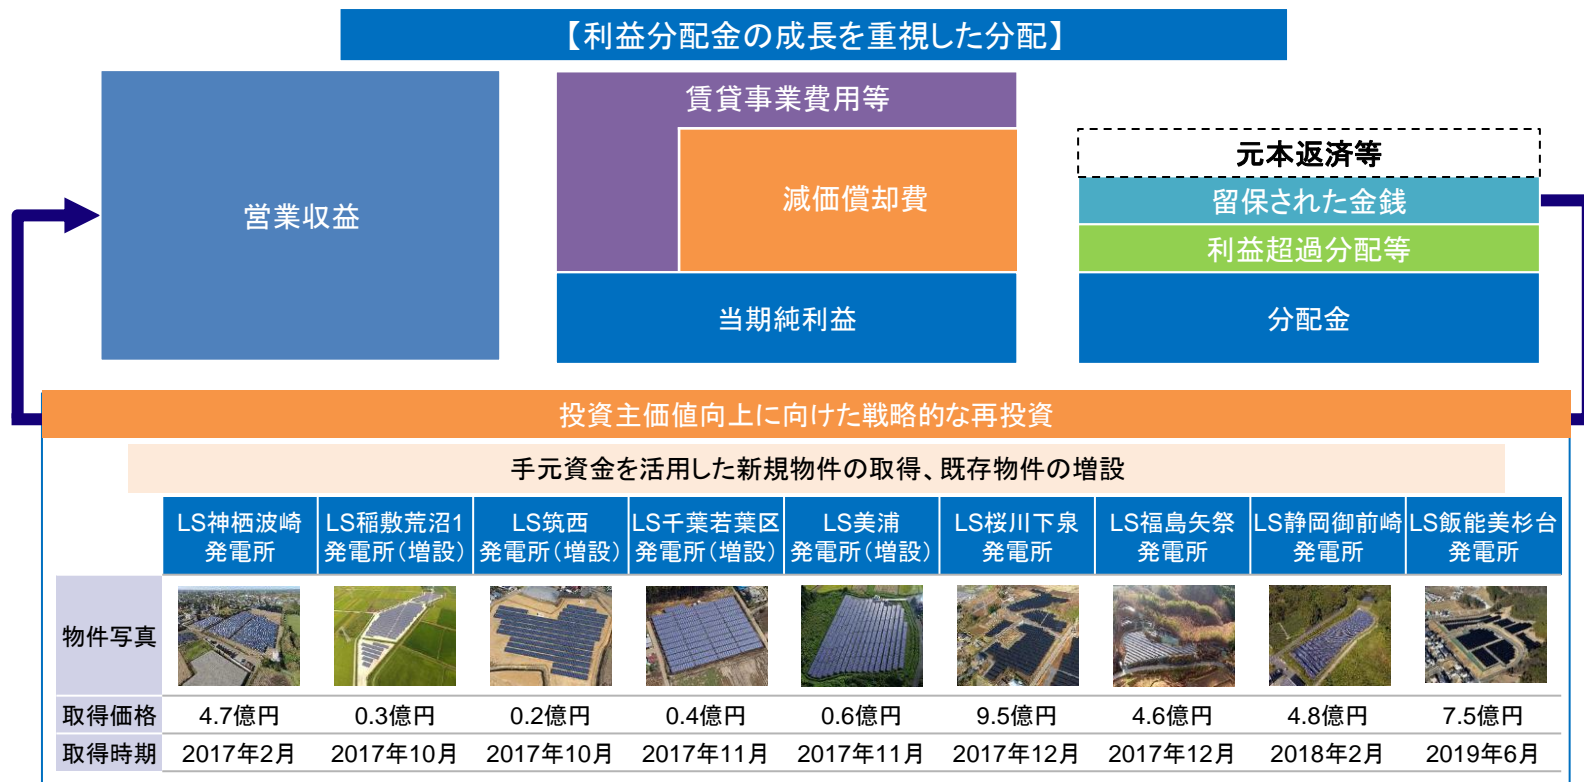 【利益分配金の成長を重視した分配】
営業収益
賃貸事業費用等
減価償却費
当期純利益
元本返済等
留保された金銭
利益超過分配等
分配金
投資主価値向上に向けた戦略的な再投資
手元資金を活用した新規物件の取得、既存物件の増設
LS神栖波崎
発電所
LS稲敷荒沼1
発電所（増設）
LS筑西
発電所（増設）
LS千葉若葉区
発電所（増設）
LS美浦
発電所（増設）
LS桜川下泉
発電所
LS福島矢祭
発電所
LS静岡御前崎
発電所
LS飯能美杉台
発電所
物件写真
取得価格 4.7億円 0.3億円 0.2億円 0.4億円 0.6億円 9.5億円 4.6億円 4.8億円 7.5億円
取得時期 2017年2月 2017年10月 2017年10月 2017年11月 2017年11月 2017年12月 2017年12月 2018年2月 2019年6月